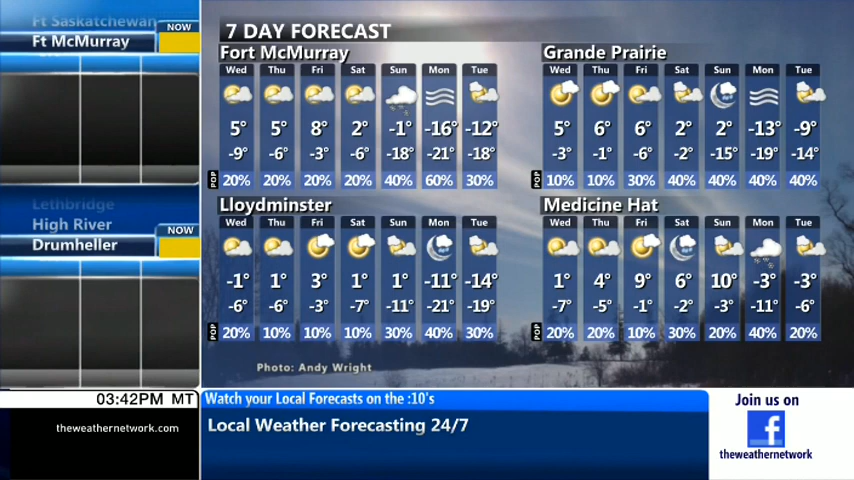 Ft Saskatchewan
Ft McMurray
NOW
Lethbridge
High River
Drumheller
NOW
7 DAY FORECAST
Fort McMurray
Wed Thu Fri Sat Sun Mon Tue
5° 5° 8° 2° -1° -16° -12°
-9° -6° -3° -6° -18° -21° -18°
POP 20% 20% 20% 20% 40% 60% 30%
Grande Prairie
Wed Thu Fri Sat Sun Mon Tue
5° 6° 6° 2° 2° -13° -9°
-3° -1° -6° -2° -15° -19° -14°
POP 10% 10% 30% 40% 40% 40% 40%
Lloydminster
Wed Thu Fri Sat Sun Mon Tue
-1° 1° 3° 1° 1° -11° -14°
-6° -6° -3° -7° -11° -21° -19°
POP 20% 10% 10% 10% 30% 40% 30%
Medicine Hat
Wed Thu Fri Sat Sun Mon Tue
1° 4° 9° 6° 10° -3° -3°
-7° -5° -1° -2° -3° -11° -6°
POP 20% 20% 10% 30% 20% 40% 20%
Photo: Andy Wright
03:42PM MT
theweathernetwork.com
Watch your Local Forecasts on the :10's
Local Weather Forecasting 24/7
Join us on
f
theweathernetwork